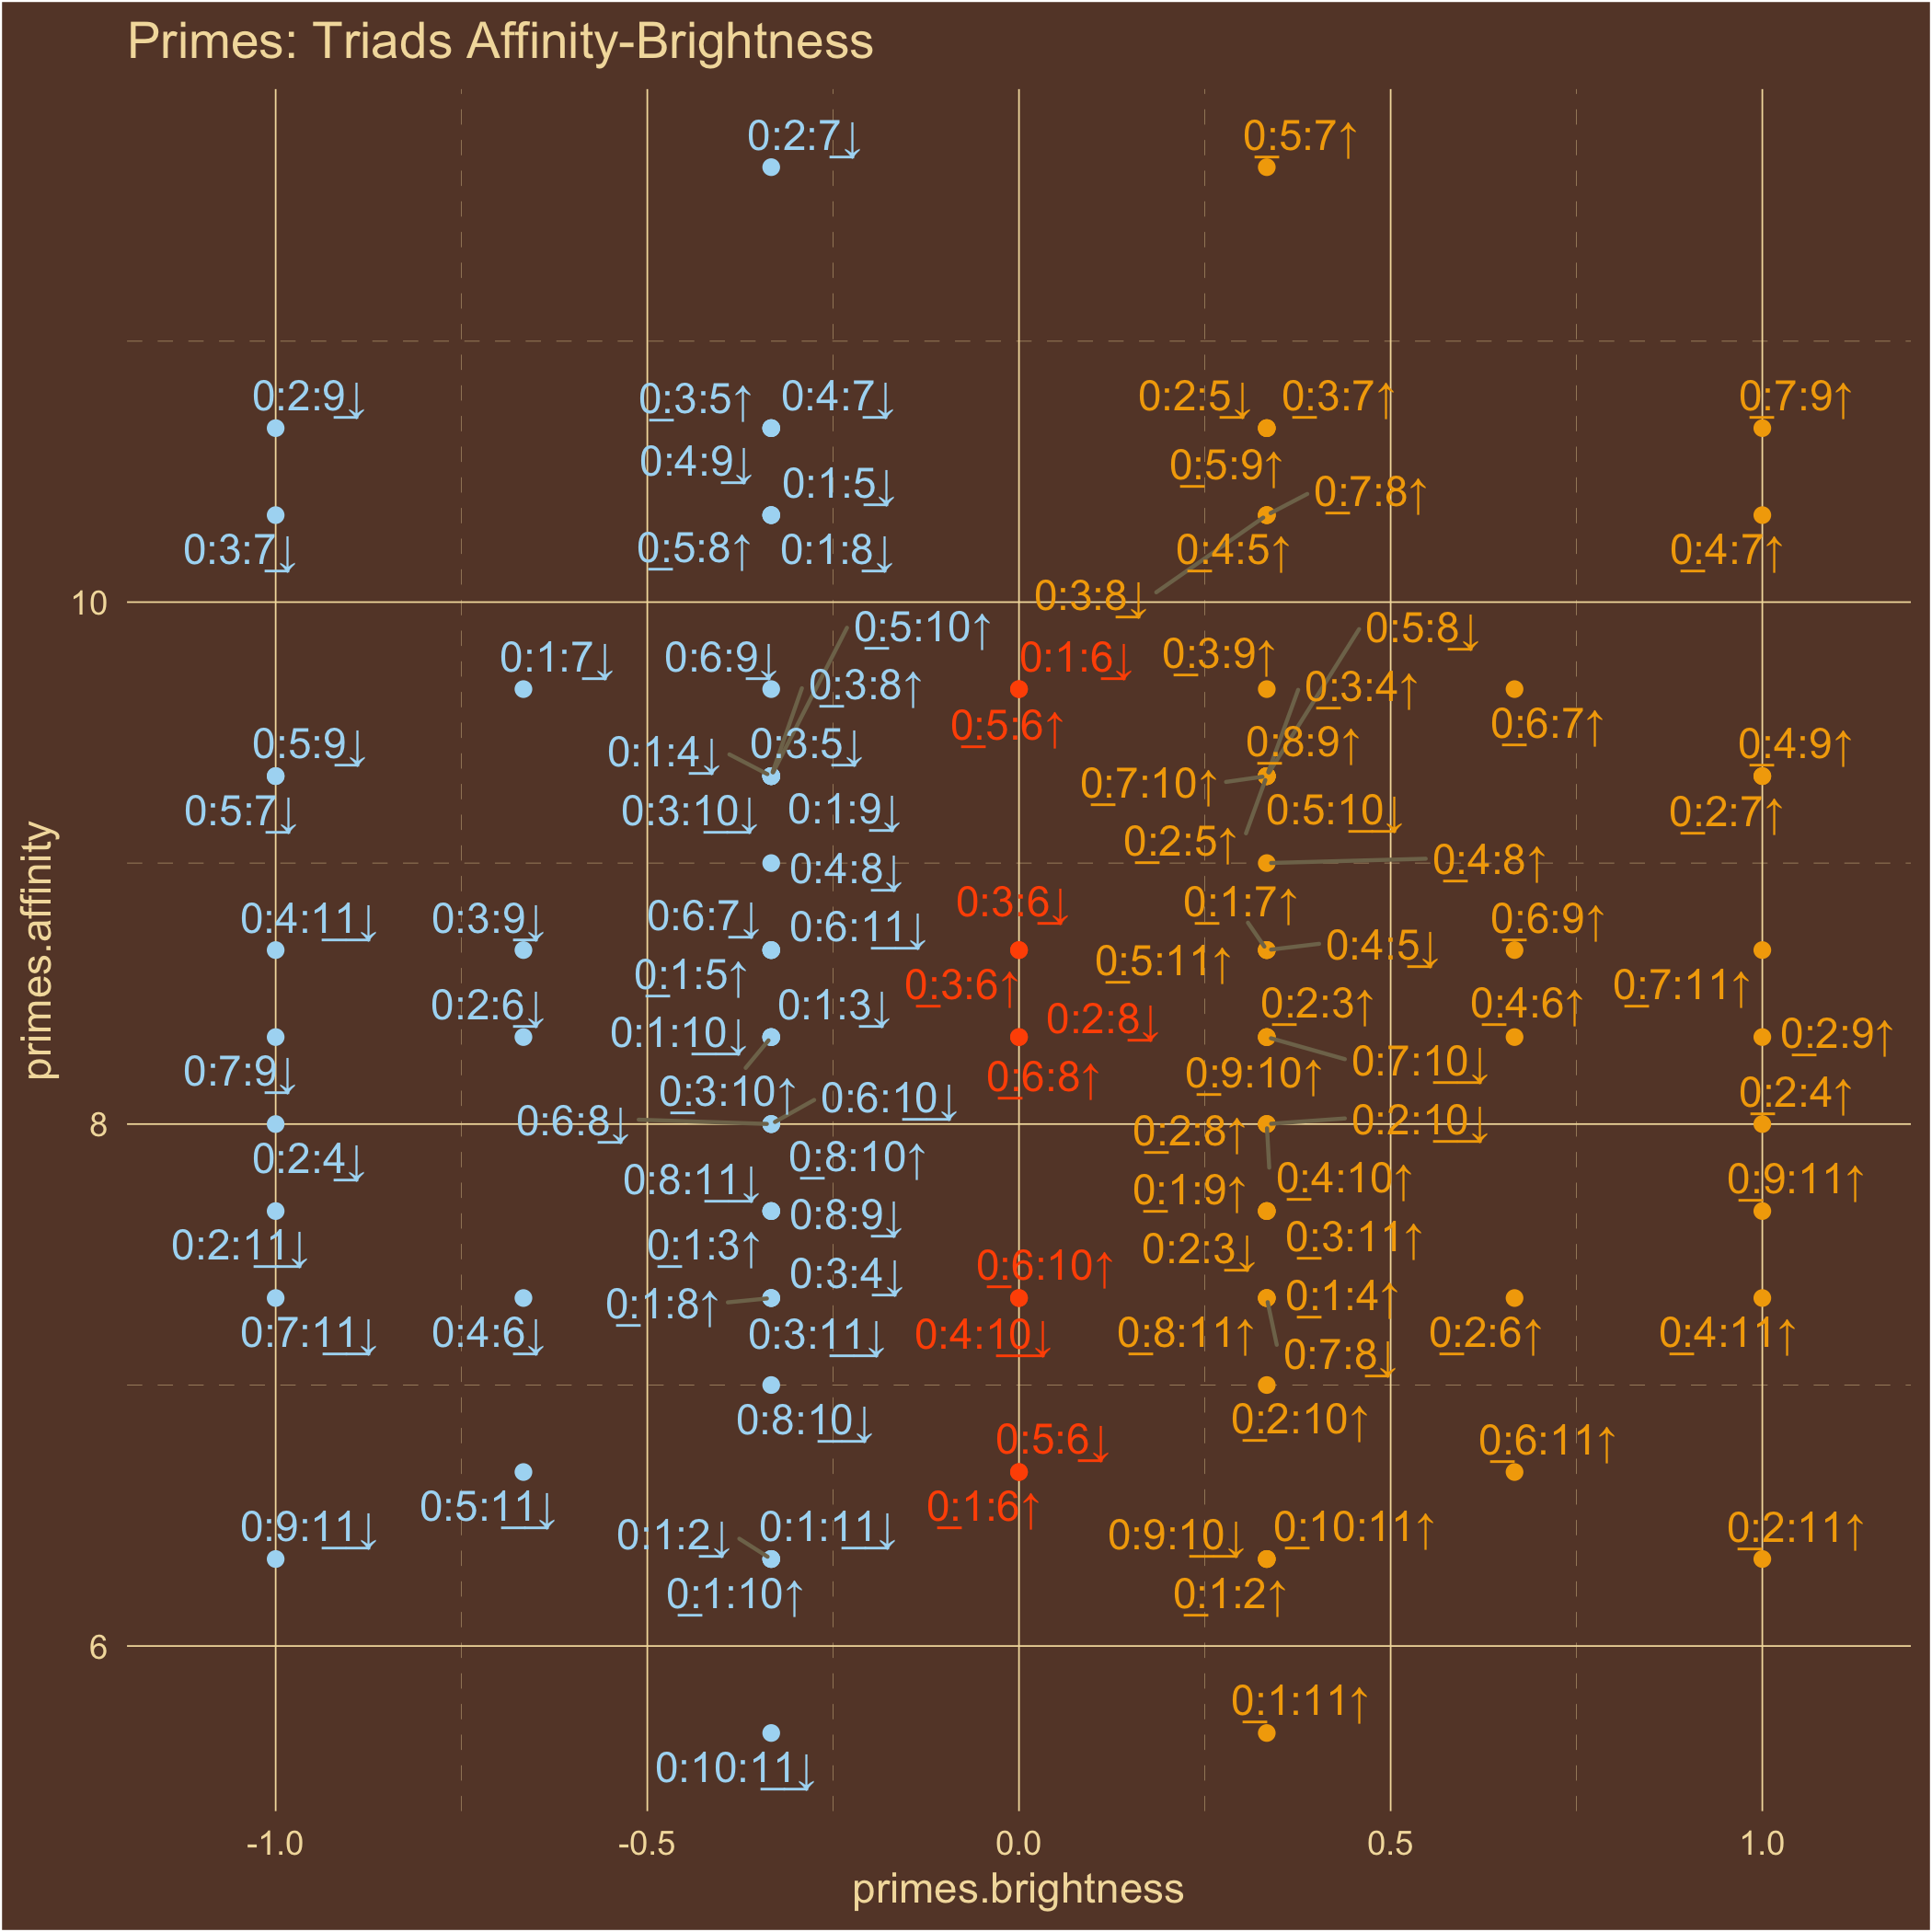 Primes: Triads Affinity-Brightness
0:2:7↓ 0:5:7↑
0:2:9↓ 0:3:5↑ 0:4:7↓ 0:2:5↓ 0:3:7↑ 0:7:9↑
0:4:9↓ 0:1:5↓ 0:5:9↑ 0:7:8↑
0:3:7↓ 0:5:8↑ 0:1:8↓ 0:4:5↑ 0:4:7↑
10
0:3:8↓
0:5:10↑ 0:5:8↓
0:1:7↓ 0:6:9↓ 0:3:8↑ 0:1:6↓ 0:3:9↑ 0:3:4↑
0:5:6↑ 0:6:7↑
0:5:9↓ 0:1:4↓ 0:3:5↓ 0:8:9↑ 0:4:9↑
0:7:10↑
0:5:7↓ 0:3:10↓ 0:1:9↓ 0:5:10↓ 0:2:7↑
0:2:5↑
0:4:8↓ 0:4:8↑
0:4:11↓ 0:3:9↓ 0:6:7↓ 0:6:11↓ 0:3:6↓ 0:1:7↑ 0:6:9↑
0:4:5↓
0:1:5↑ 0:3:6↑ 0:5:11↑ 0:7:11↑
0:2:6↓ 0:1:3↓ 0:2:3↑ 0:4:6↑
0:1:10↓ 0:2:8↓ 0:2:9↑
0:7:9↓ 0:3:10↑ 0:6:8↑ 0:9:10↑ 0:7:10↓
0:6:10↓ 0:2:4↑
8
0:6:8↓ 0:2:8↑ 0:2:10↓
0:2:4↓ 0:8:10↑
0:8:11↓ 0:1:9↑ 0:4:10↑ 0:9:11↑
0:8:9↓
0:2:11↓ 0:1:3↑ 0:2:3↓ 0:3:11↑
0:3:4↓ 0:6:10↑
0:1:8↑ 0:1:4↑
0:7:11↓ 0:4:6↓ 0:3:11↓ 0:4:10↓ 0:8:11↑ 0:2:6↑ 0:4:11↑
0:7:8↓
0:8:10↓ 0:5:6↓ 0:2:10↑ 0:6:11↑
0:5:11↓ 0:1:6↑
0:9:11↓ 0:1:2↓ 0:1:11↓ 0:9:10↓ 0:10:11↑ 0:2:11↑
0:1:10↑ 0:1:2↑
6
0:1:11↑
0:10:11↓
-1.0 -0.5 0.0 0.5 1.0
primes.brightness
primes.affinity